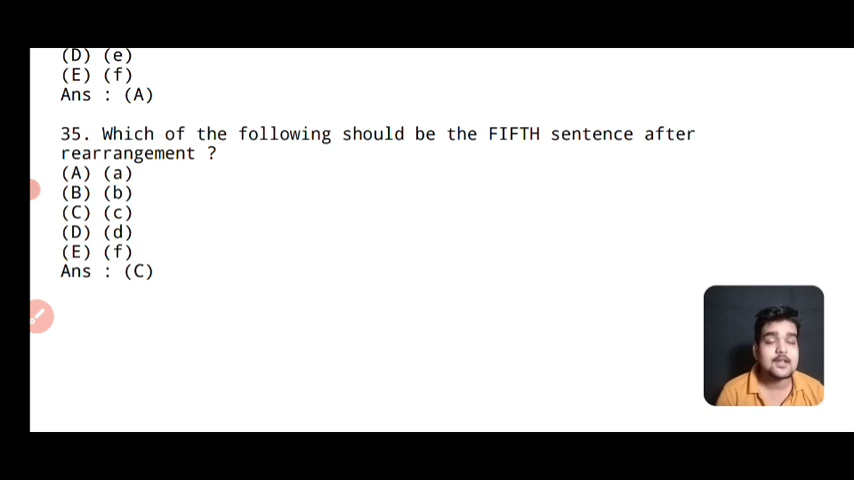 (D) (e)
(E) (f)
Ans : (A)
35. Which of the following should be the FIFTH sentence after
rearrangement ?
(A) (a)
(B) (b)
(C) (c)
(D) (d)
(E) (f)
Ans : (C)